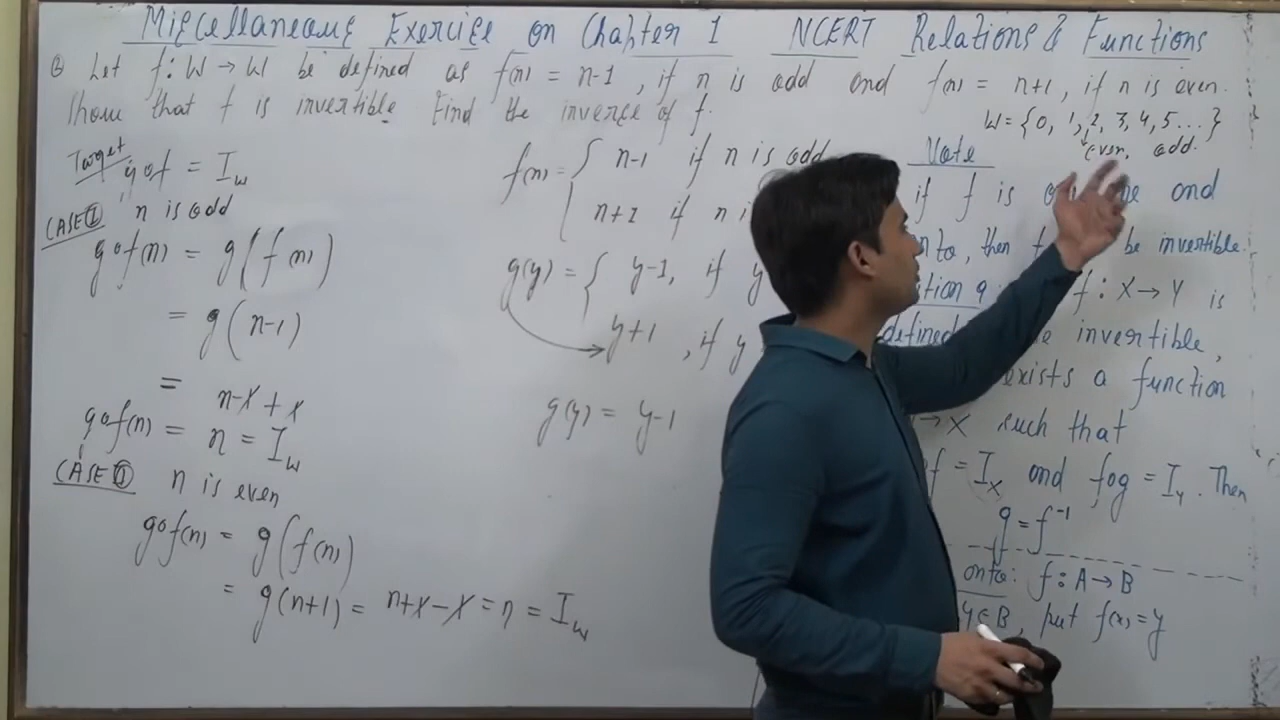 Miscellaneous Exercise on Chapter 1 NCERT Relations & Functions
Let f: W → W be defined as f(n) = n-1, if n is odd and f(n) = n+1, if n is even.
Show that f is invertible. Find the inverse of f.
W = {0, 1, 2, 3, 4, 5...}
even, odd.
Target gof = I_W
CASE I n is odd
gof(n) = g(f(n))
= g(n-1)
= n-1+1
gof(n) = n = I_W
CASE II n is even
gof(n) = g(f(n))
= g(n+1) = n+1-1 = n = I_W
f(n) = { n-1 if n is odd
n+1 if n
g(y) = { y-1, if y
y+1, if y
g(y) = y-1
Note
if f is one and
onto, then be invertible.
f: X → Y is
defined invertible,
exists a function
→ X such that
f = I_X and fog = I_Y. Then
g = f⁻¹
onto: f: A → B
y∈B, put f(x) = y